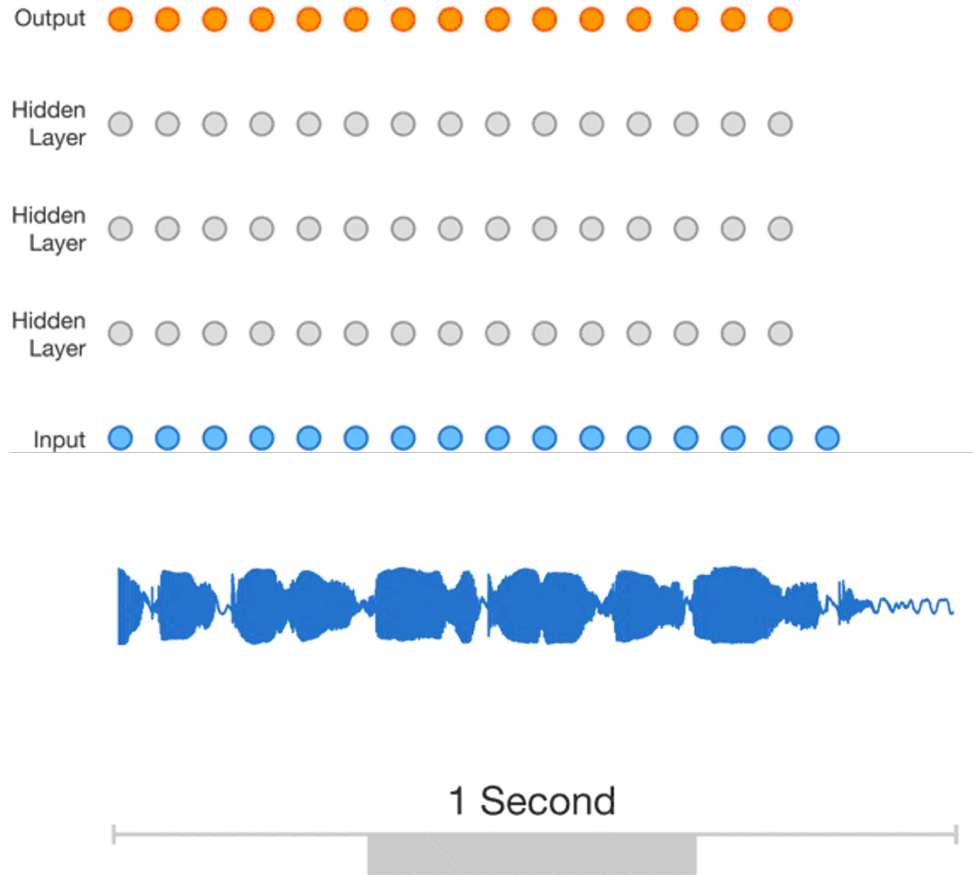 Output
Hidden
Layer
Hidden
Layer
Hidden
Layer
Input
1 Second